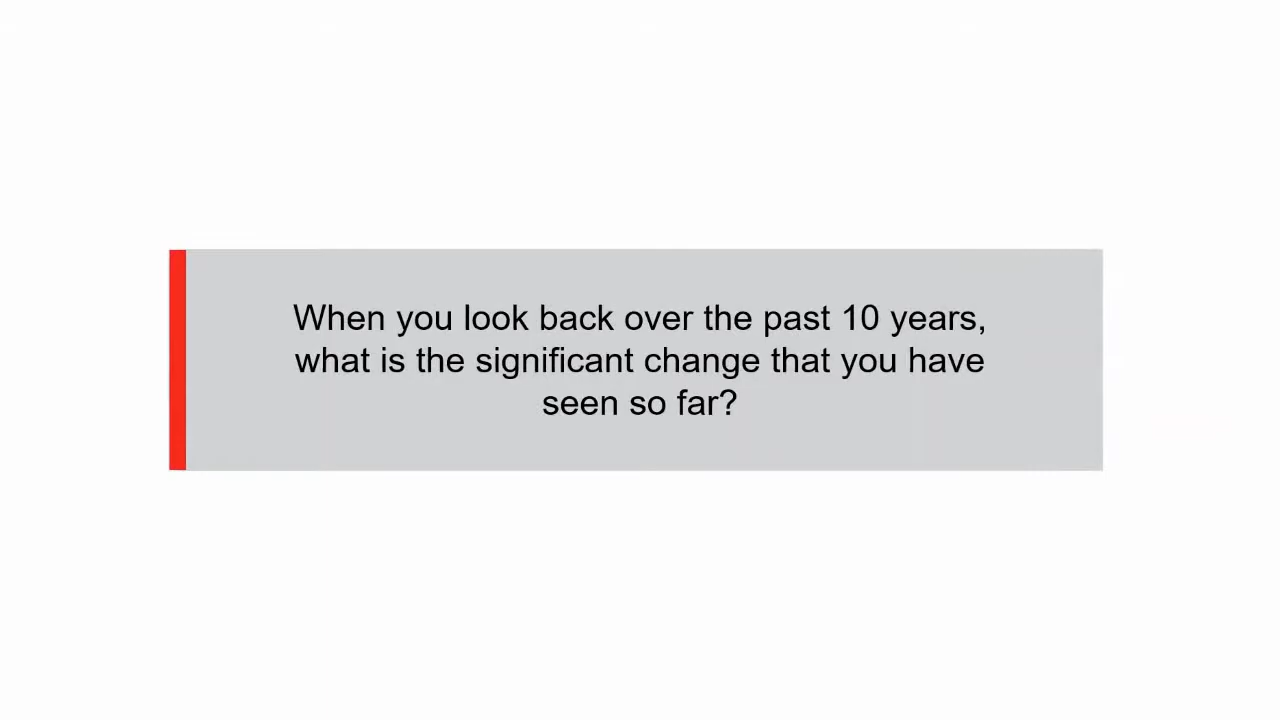 When you look back over the past 10 years,
what is the significant change that you have
seen so far?